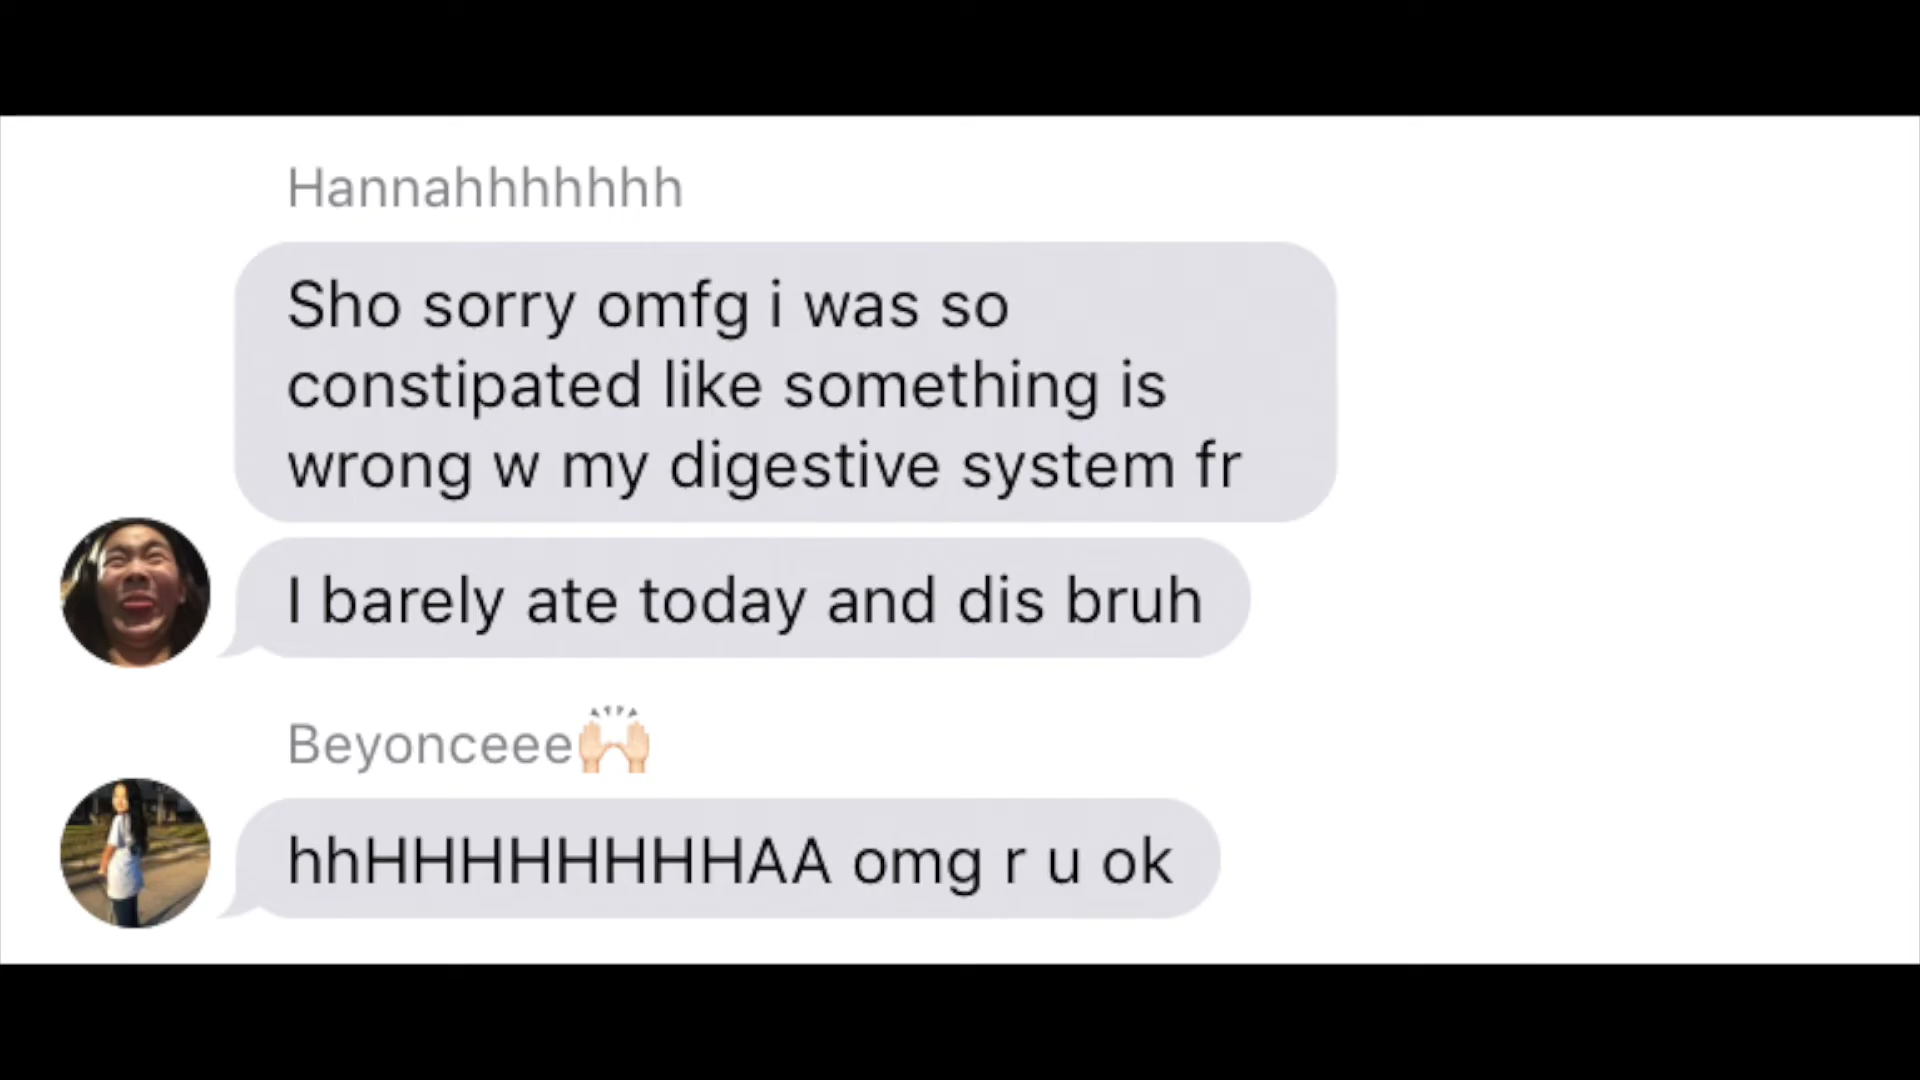 Hannahhhhhhh
Sho sorry omfg i was so
constipated like something is
wrong w my digestive system fr
I barely ate today and dis bruh
Beyonceee🙌🏻
hhHHHHHHHHAA omg r u ok